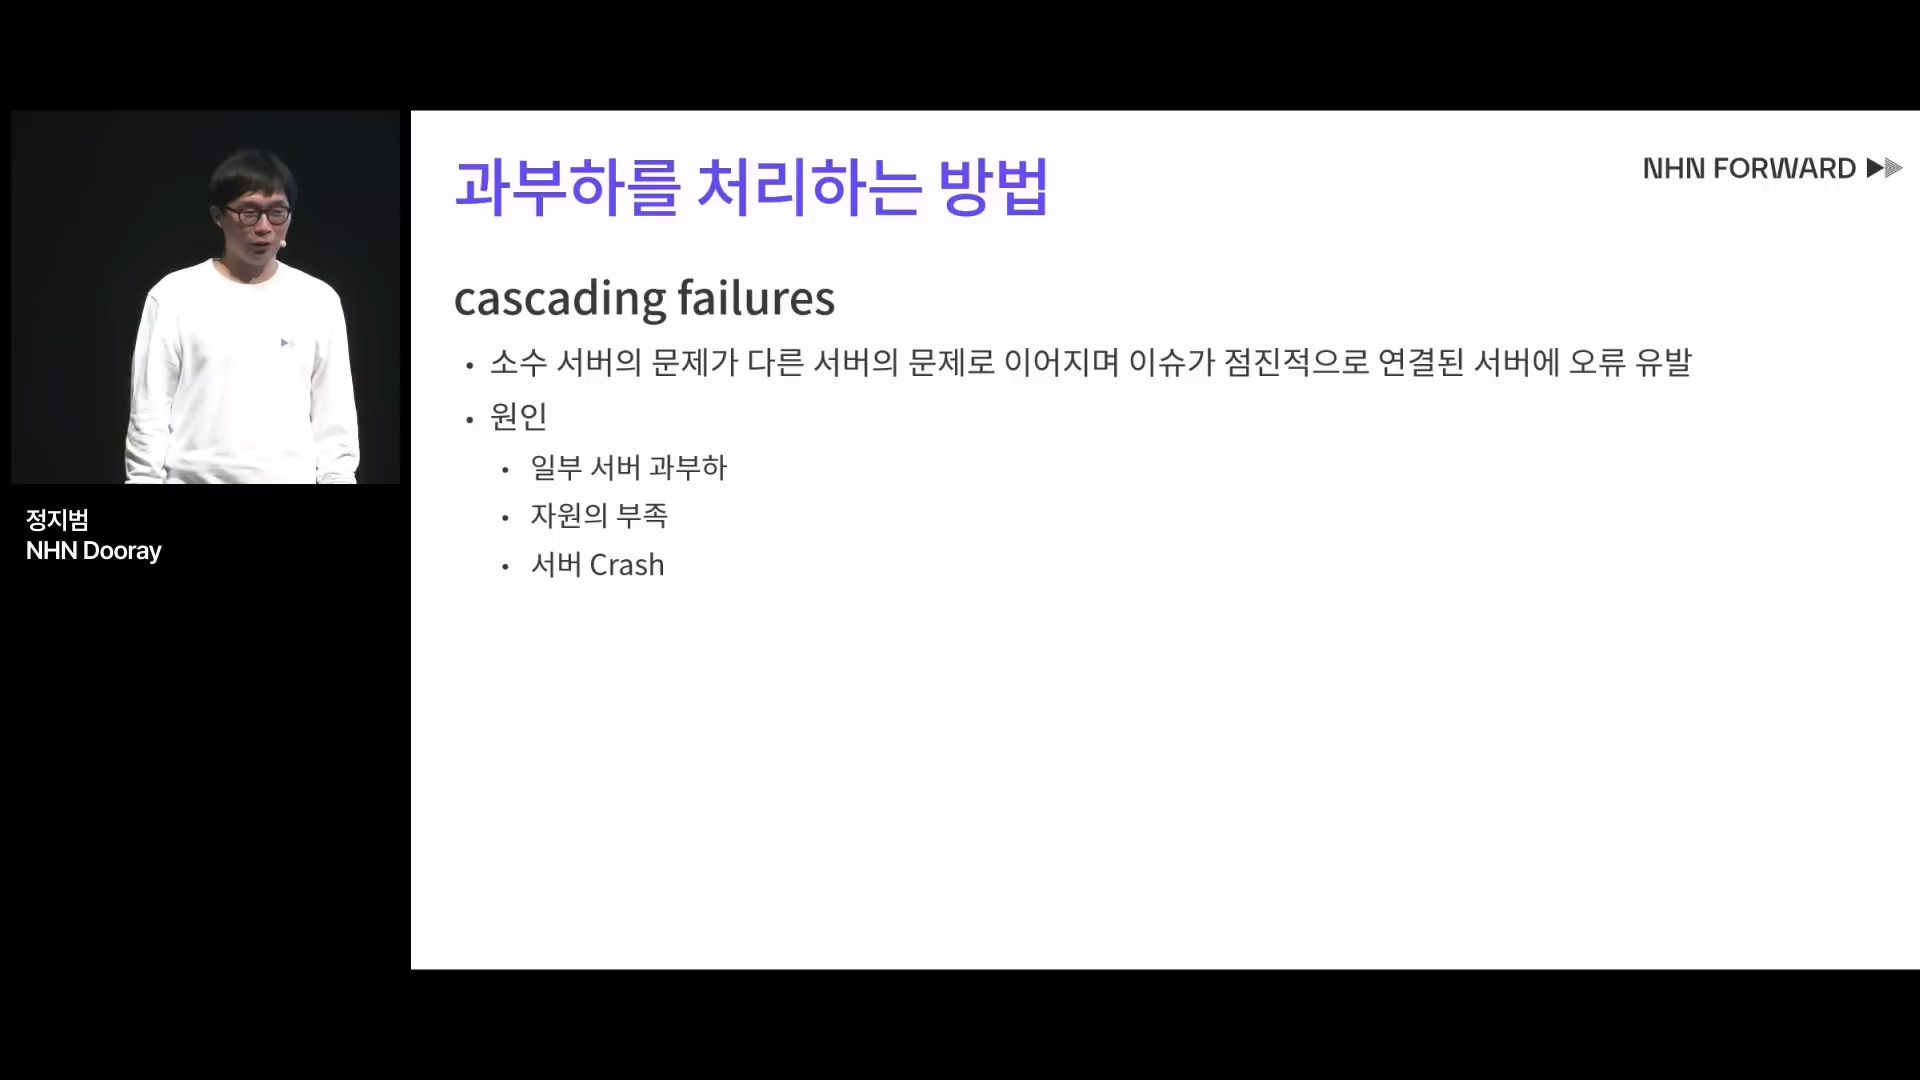 과부하를 처리하는 방법
NHN FORWARD
cascading failures
• 소수 서버의 문제가 다른 서버의 문제로 이어지며 이슈가 점진적으로 연결된 서버에 오류 유발
• 원인
• 일부 서버 과부하
• 자원의 부족
• 서버 Crash
정지범
NHN Dooray